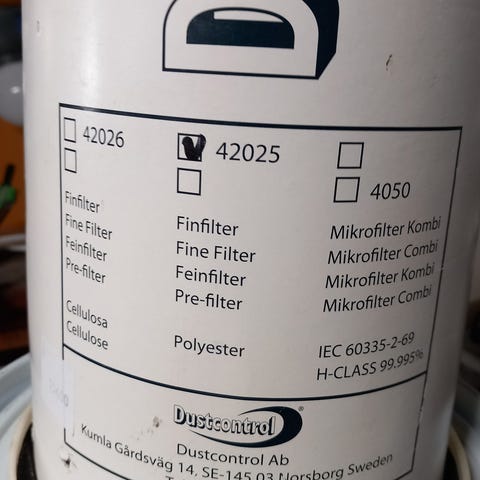 D
42026
42025
4050
Finfilter
Fine Filter
Feinfilter
Pre-filter
Cellulosa
Cellulose
Finfilter
Fine Filter
Feinfilter
Pre-filter
Polyester
Mikrofilter Kombi
Mikrofilter Combi
Mikrofilter Kombi
Mikrofilter Combi
IEC 60335-2-69
H-CLASS 99.995%
Dustcontrol®
Dustcontrol Ab
Kumla Gårdsväg 14, SE-145 03 Norsborg Sweden